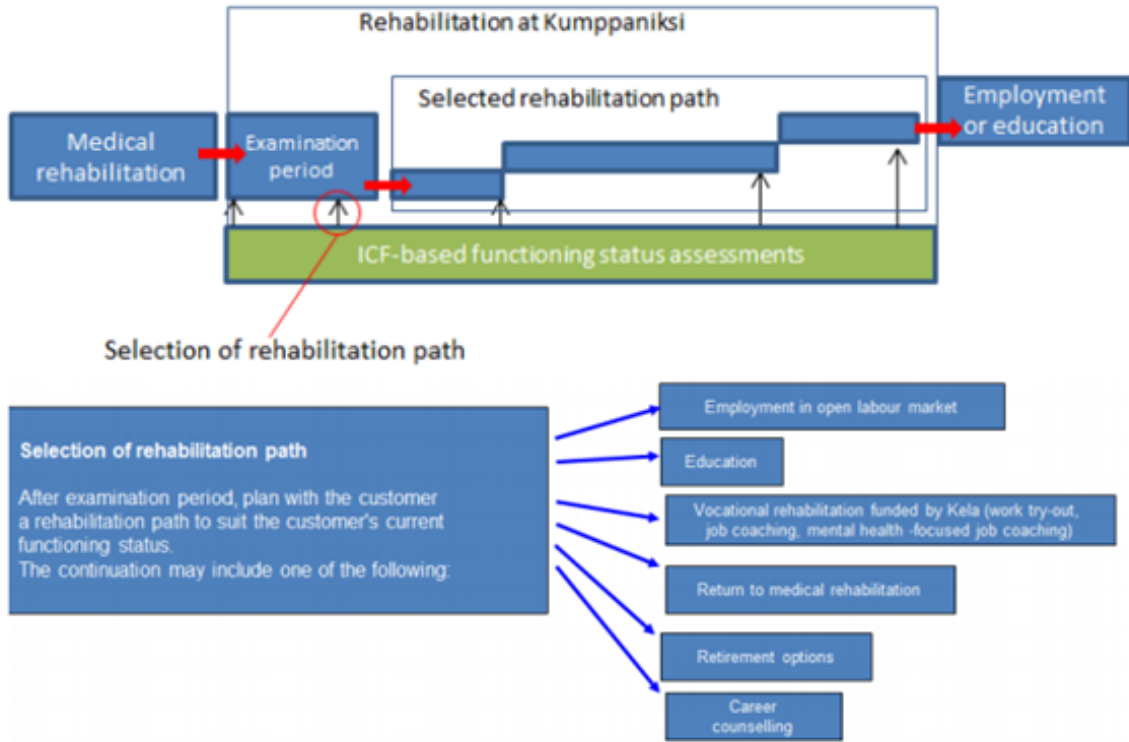 Rehabilitation at Kumppaniksi
Selected rehabilitation path
Employment
or education
Medical
rehabilitation
Examination
period
ICF-based functioning status assessments
Selection of rehabilitation path
Selection of rehabilitation path
After examination period, plan with the customer
a rehabilitation path to suit the customer's current
functioning status.
The continuation may include one of the following:
Employment in open labour market
Education
Vocational rehabilitation funded by Kela (work try-out,
job coaching, mental health -focused job coaching)
Return to medical rehabilitation
Retirement options
Career
counselling